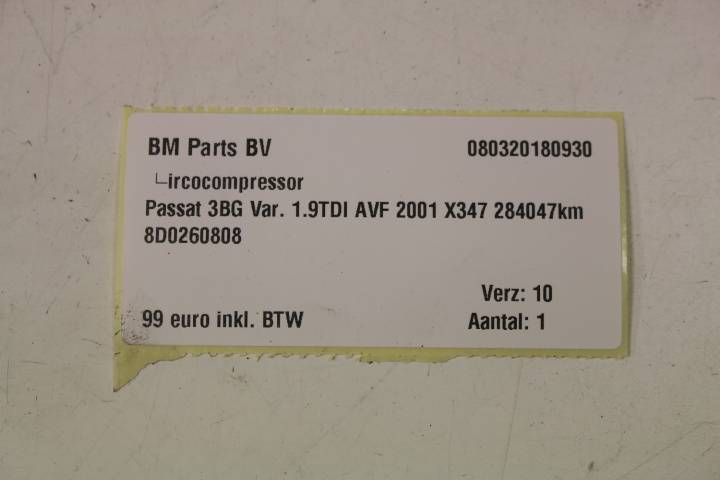 BM Parts BV 080320180930
└ircocompressor
Passat 3BG Var. 1.9TDI AVF 2001 X347 284047km
8D0260808
Verz: 10
99 euro inkl. BTW Aantal: 1